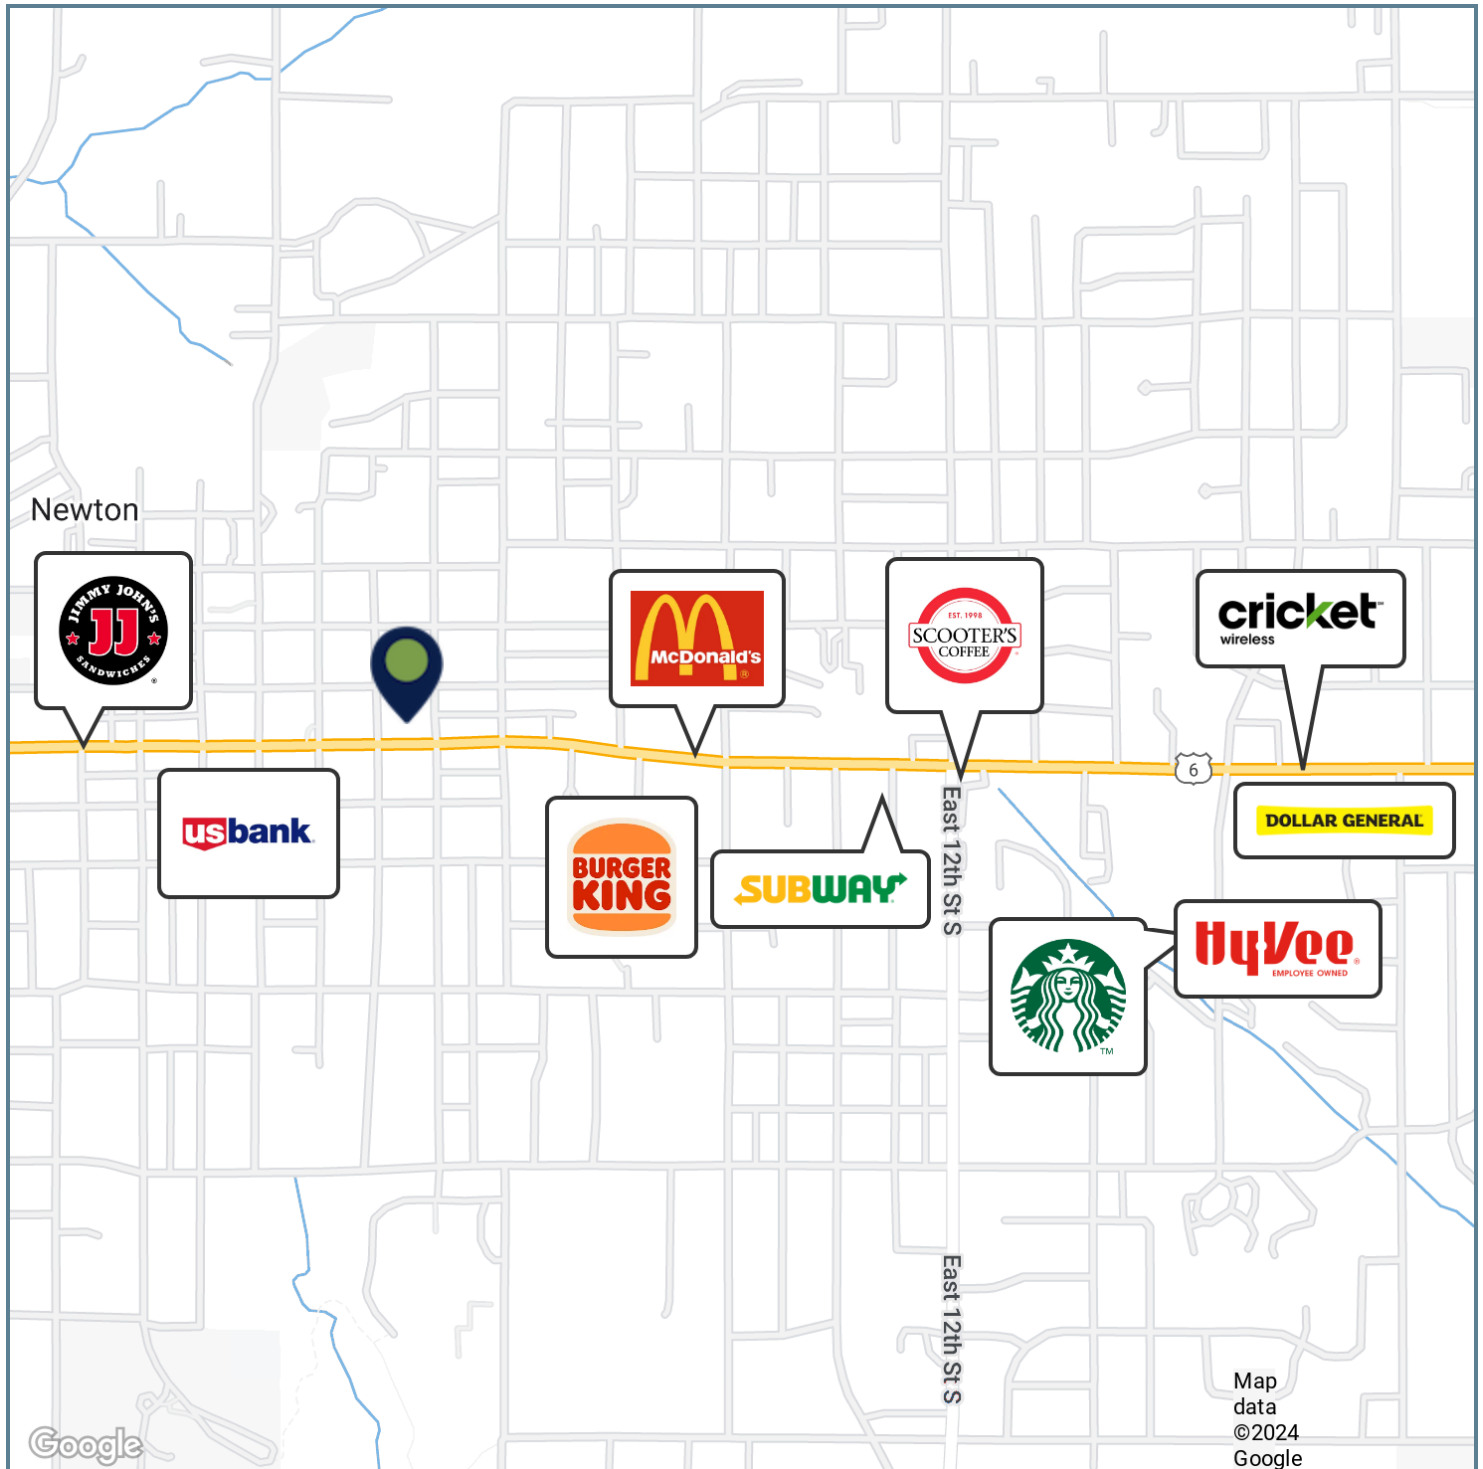 Newton
JIMMY JOHN'S
JJ
SANDWICHES
®
usbank
McDonald's
®
BURGER
KING
SUBWAY
EST. 1998
SCOOTER'S
COFFEE
cricket
wireless
6
DOLLAR GENERAL
HyVee
EMPLOYEE OWNED
TM
East 12th St S
East 12th St S
Google
Map
data
©2024
Google